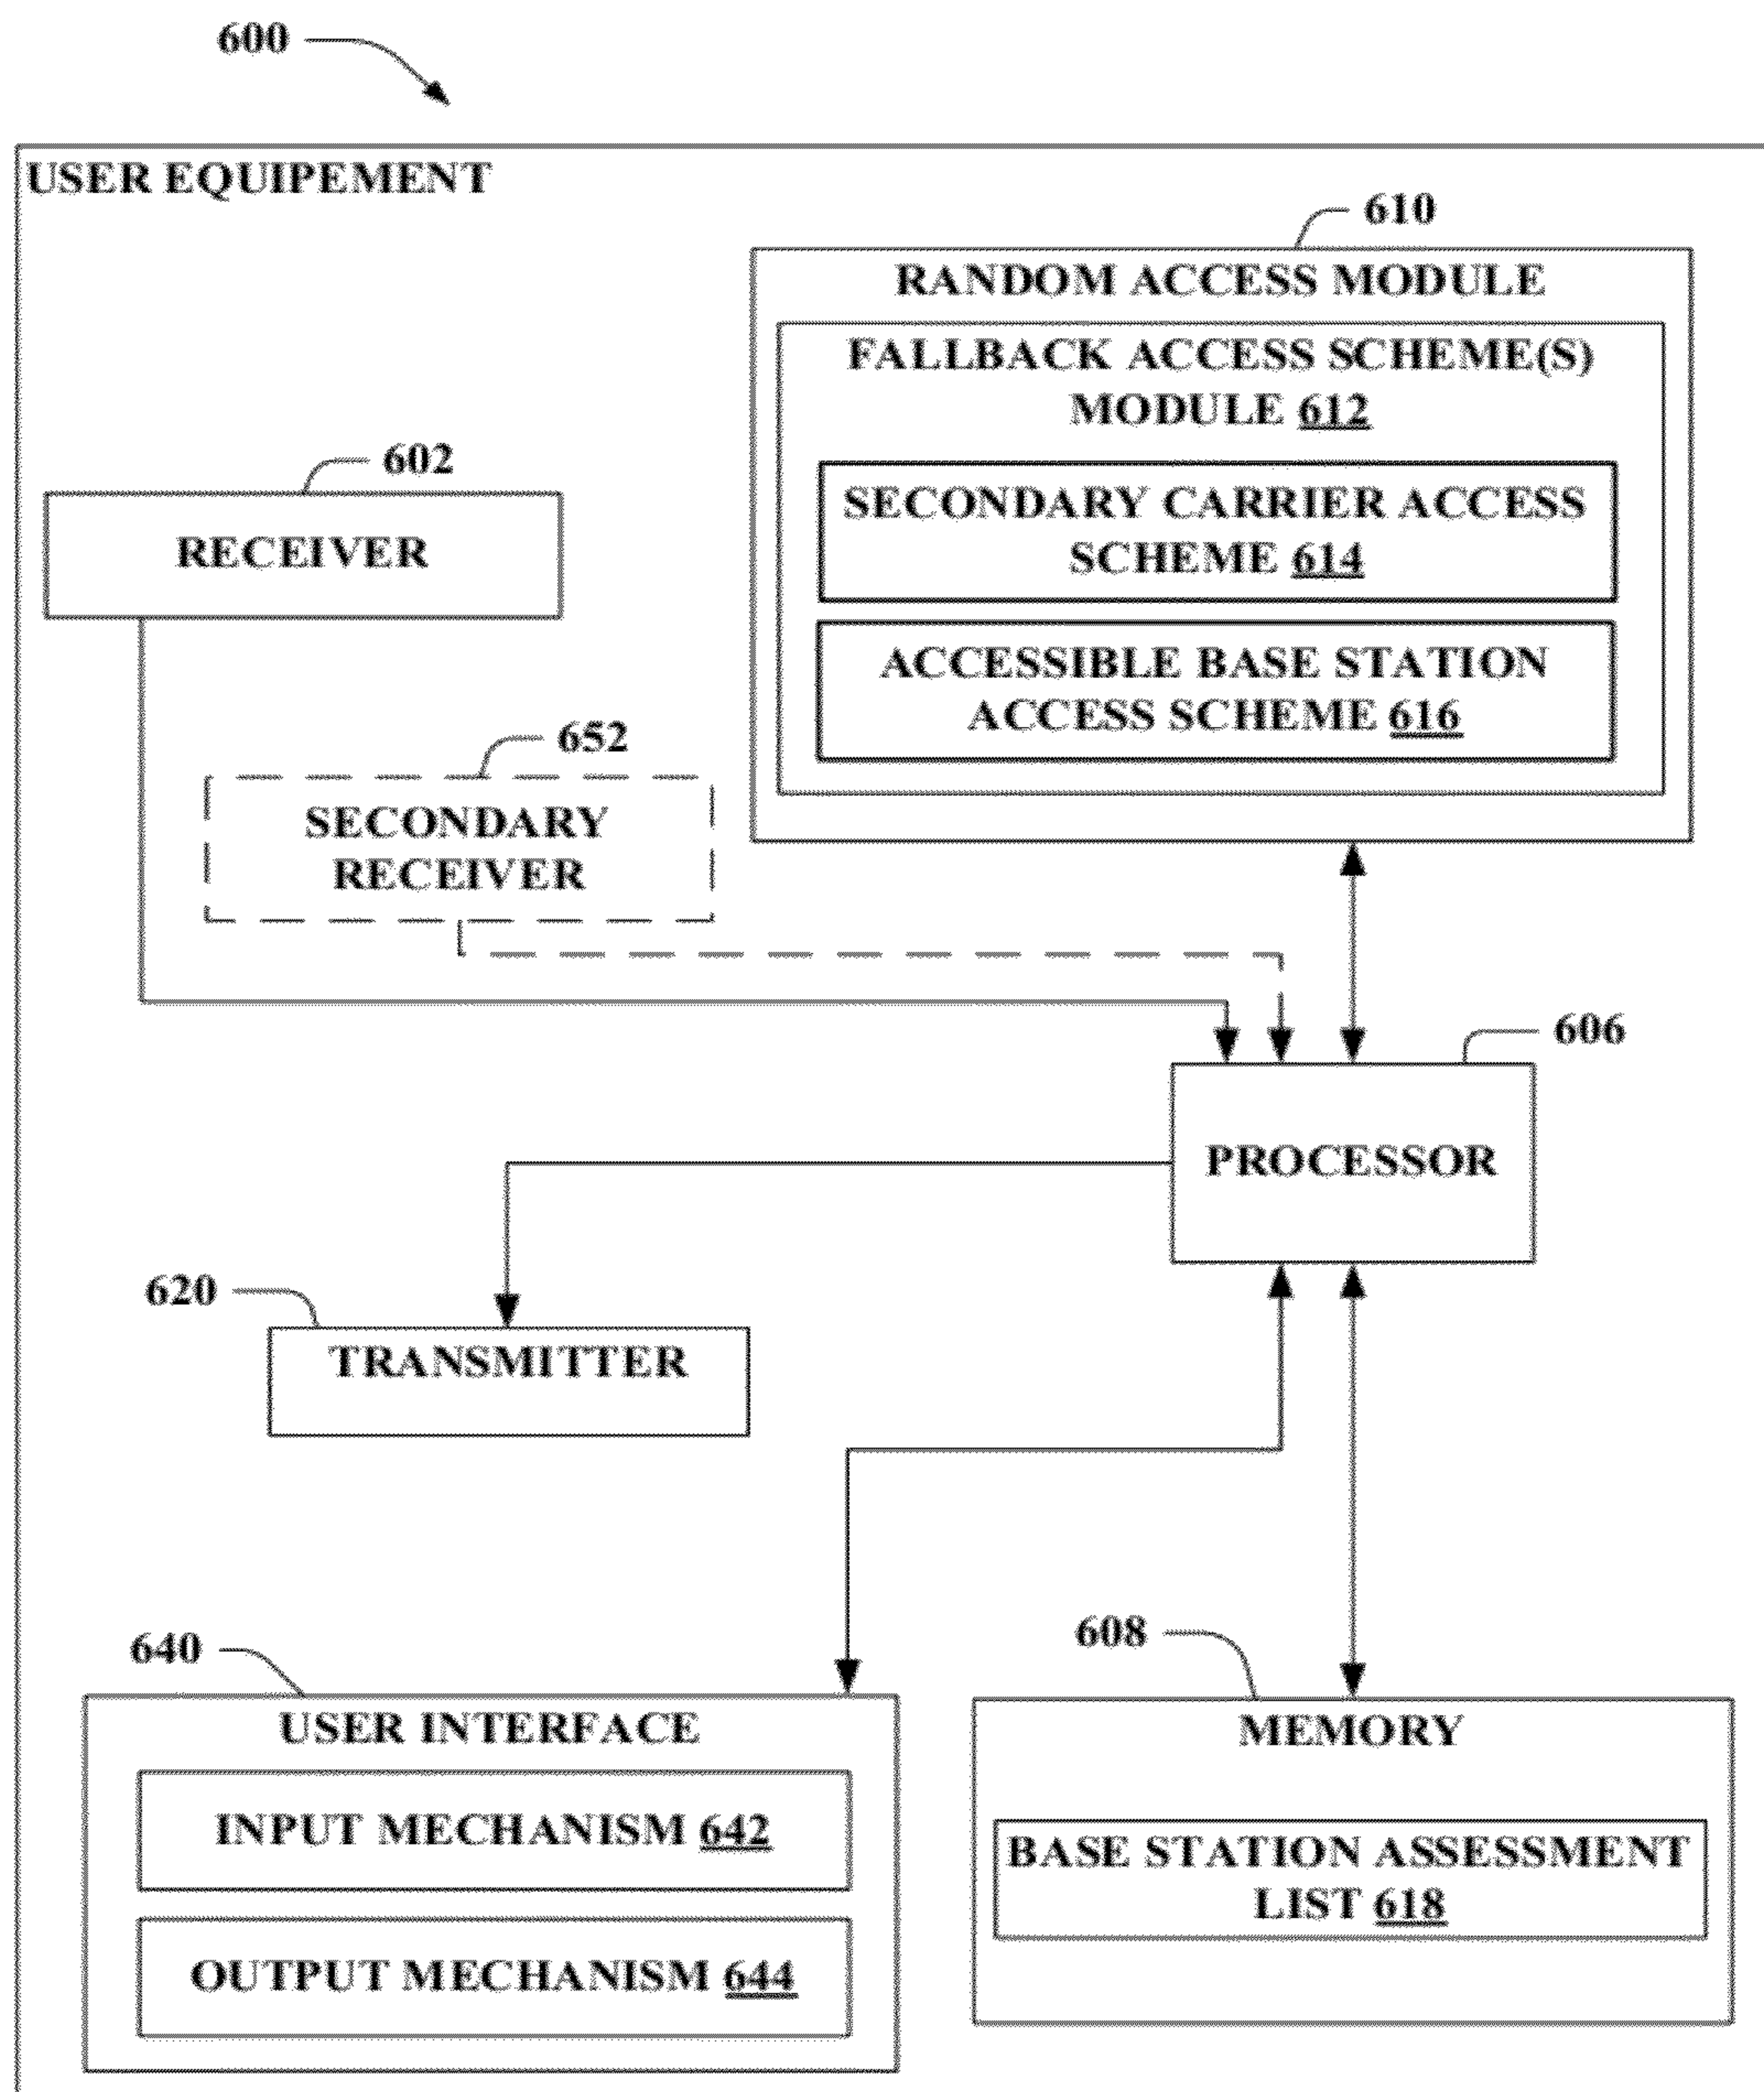 600
USER EQUIPEMENT
610
RANDOM ACCESS MODULE
FALLBACK ACCESS SCHEME(S)
MODULE 612
602
RECEIVER
SECONDARY CARRIER ACCESS
SCHEME 614
ACCESSIBLE BASE STATION
ACCESS SCHEME 616
652
SECONDARY
RECEIVER
606
PROCESSOR
620
TRANSMITTER
640
USER INTERFACE
INPUT MECHANISM 642
OUTPUT MECHANISM 644
608
MEMORY
BASE STATION ASSESSMENT
LIST 618